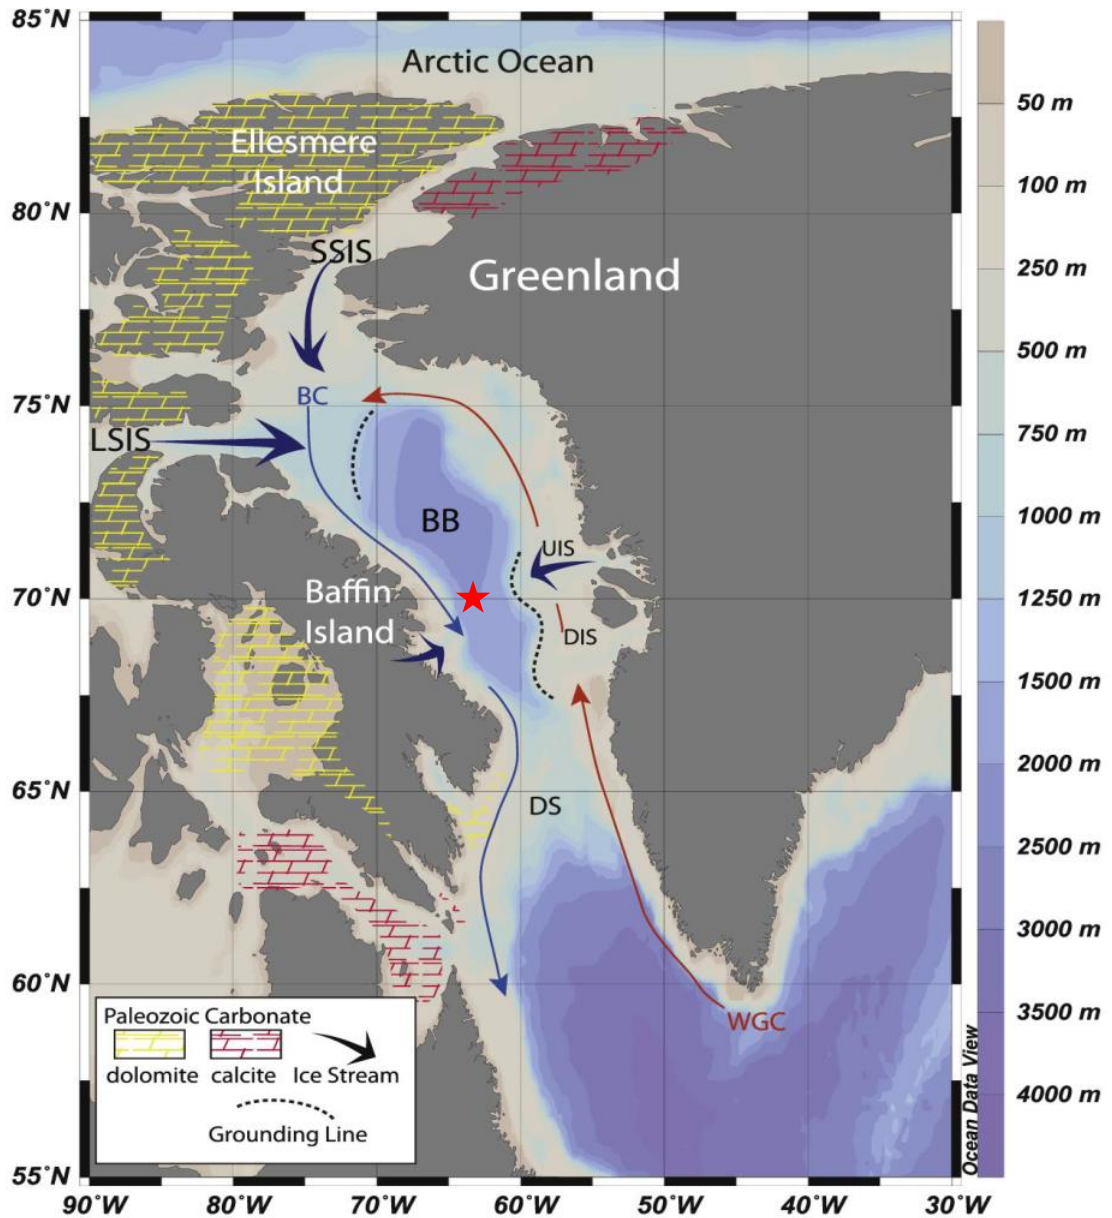 85°N
Arctic Ocean
50 m
Ellesmere
Island
100 m
80°N
SSIS
Greenland
250 m
500 m
BC
75°N
750 m
LSIS
BB
1000 m
UIS
70°N
Baffin
Island
1250 m
DIS
1500 m
65°N
DS
2000 m
2500 m
3000 m
60°N
WGC
3500 m
Paleozoic Carbonate
dolomite calcite Ice Stream
Grounding Line
4000 m
Ocean Data View
55°N
90°W 80°W 70°W 60°W 50°W 40°W 30°W